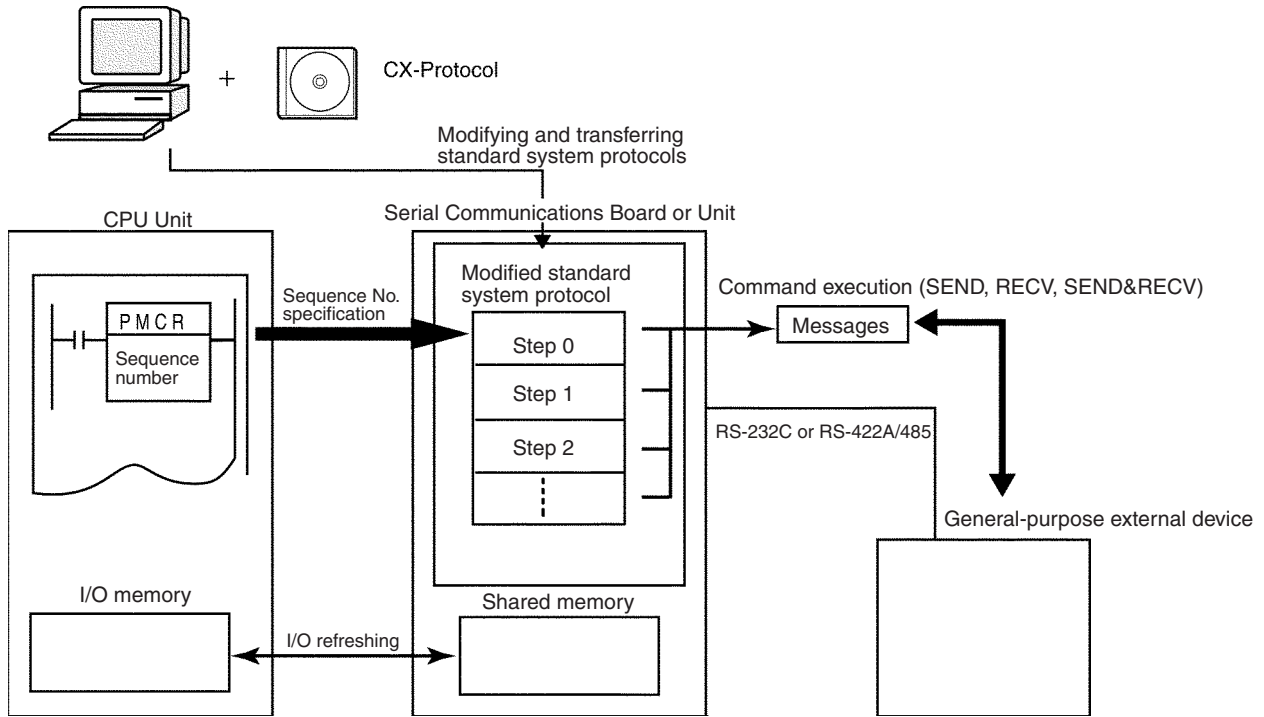 +
CX-Protocol
Modifying and transferring
standard system protocols
CPU Unit
Serial Communications Board or Unit
PMCR
Sequence
number
Sequence No.
specification
Modified standard
system protocol
Step 0
Step 1
Step 2
Command execution (SEND, RECV, SEND&RECV)
Messages
RS-232C or RS-422A/485
General-purpose external device
I/O memory
I/O refreshing
Shared memory